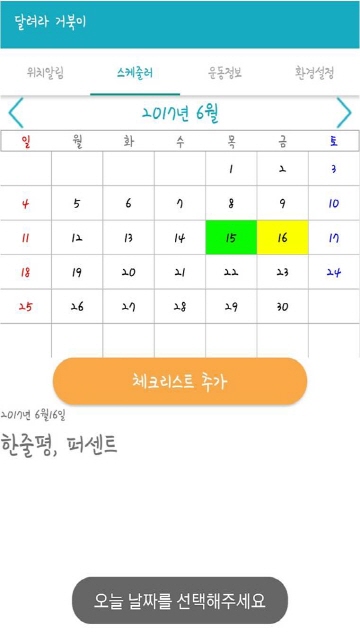 달려라 거북이
위치알림 스케줄러 운동정보 환경설정
2017년 6월
일 월 화 수 목 금 토
1 2 3
4 5 6 7 8 9 10
11 12 13 14 15 16 17
18 19 20 21 22 23 24
25 26 27 28 29 30
체크리스트 추가
2017년 6월16일
한줄평, 퍼센트
오늘 날짜를 선택해주세요